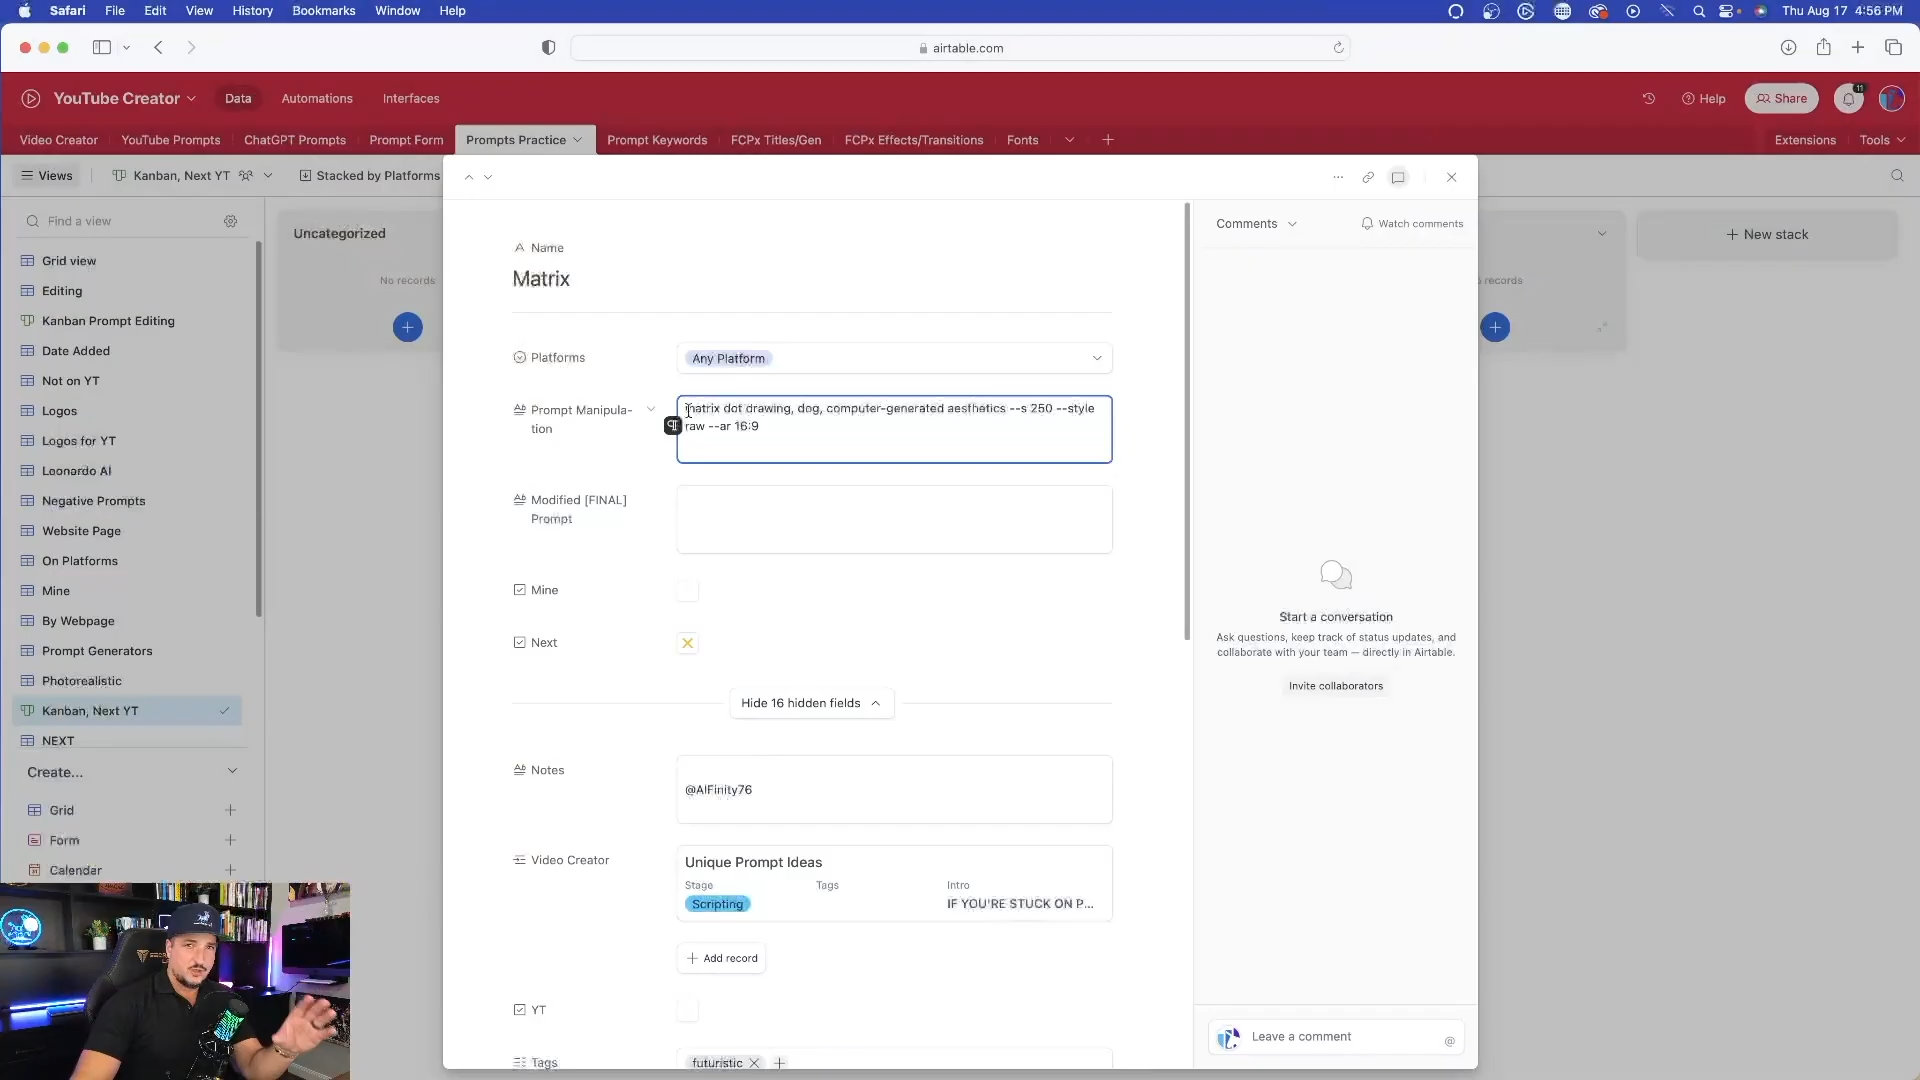 Safari File Edit View History Bookmarks Window Help Thu Aug 17 4:56 PM
airtable.com
YouTube Creator Data Automations Interfaces Help Share 11
Video Creator YouTube Prompts ChatGPT Prompts Prompt Form Prompts Practice Prompt Keywords FCPx Titles/Gen FCPx Effects/Transitions Fonts Extensions Tools
Views Kanban, Next YT Stacked by Platforms
Find a view
Grid view
Editing
Kanban Prompt Editing
Date Added
Not on YT
Logos
Logos for YT
Leonardo AI
Negative Prompts
Website Page
On Platforms
Mine
By Webpage
Prompt Generators
Photorealistic
Kanban, Next YT
NEXT
Create...
Grid
Form
Calendar
Uncategorized
No records
Name
Matrix
Platforms
Any Platform
Prompt Manipula-
tion
matrix dot drawing, dog, computer-generated aesthetics --s 250 --style
raw --ar 16:9
Modified [FINAL]
Prompt
Mine
Next
Hide 16 hidden fields
Notes
@AIFinity76
Video Creator
Unique Prompt Ideas
Stage Tags Intro
Scripting IF YOU'RE STUCK ON P...
Add record
YT
Tags
futuristic
Comments Watch comments
Start a conversation
Ask questions, keep track of status updates, and
collaborate with your team — directly in Airtable.
Invite collaborators
Leave a comment
@
records
New stack